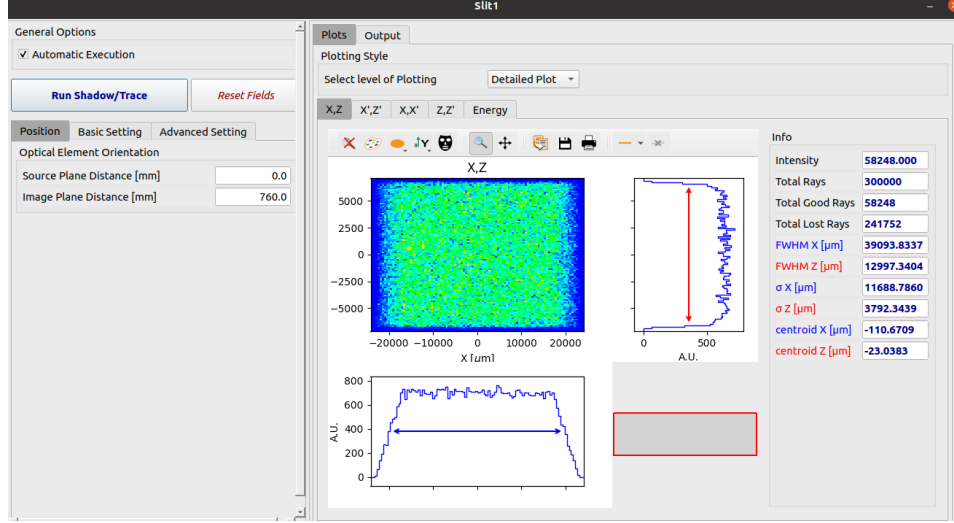 Slit1
General Options
Automatic Execution
Run Shadow/Trace
Reset Fields
Position
Basic Setting
Advanced Setting
Optical Element Orientation
Source Plane Distance [mm]
0.0
Image Plane Distance [mm]
760.0
Plots
Output
Plotting Style
Select level of Plotting
Detailed Plot
X,Z
X',Z'
X,X'
Z,Z'
Energy
X,Z
5000
2500
0
−2500
−5000
−20000 −10000 0 10000 20000
X [μm]
0 500
A.U.
800
600
400
200
0
A.U.
Info
Intensity 58248.000
Total Rays 300000
Total Good Rays 58248
Total Lost Rays 241752
FWHM X [μm] 39093.8337
FWHM Z [μm] 12997.3404
σ X [μm] 11688.7860
σ Z [μm] 3792.3439
centroid X [μm] -110.6709
centroid Z [μm] -23.0383